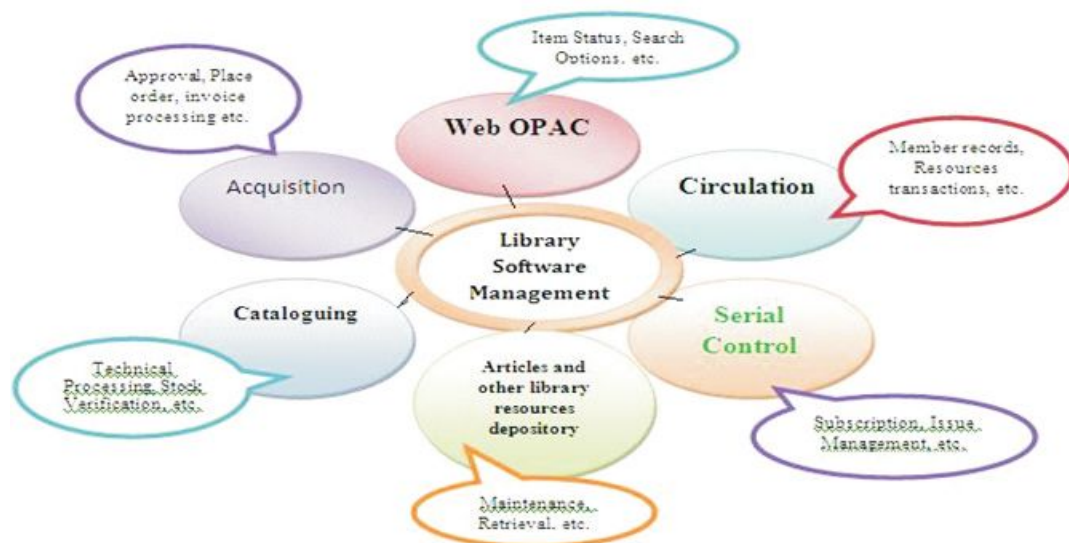 Item Status, Search
Options, etc.
Approval, Place
order, invoice
processing etc.
Web OPAC
Member records,
Resources
transactions, etc.
Acquisition
Circulation
Library
Software
Management
Cataloguing
Serial
Control
Technical
Processing, Stock
Verification, etc.
Articles and
other library
resources
depository
Subscription, Issue
Management, etc.
Maintenance,
Retrieval, etc.